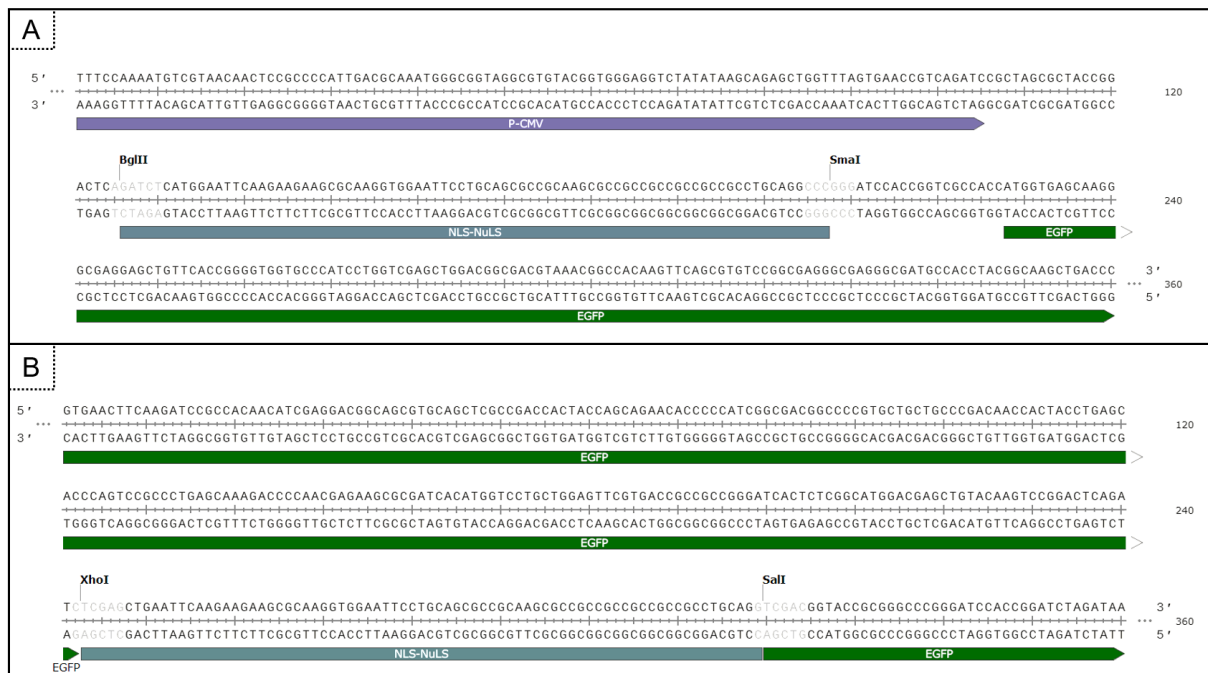 A
5' TTTCCAAAATGTCGTAACAACTCCGCCCCATTGACGCAAATGGGCGGTAGGCGTGTACGGTGGGAGGTCTATATAAGCAGAGCTGGTTTAGTGAACCGTCAGATCCGCTAGCGCTACCGG
120
3' AAAGGTTTTACAGCATTGTTGAGGCGGGGTAACTGCGTTTACCCGCCATCCGCACATGCCACCCTCCAGATATATTCGTCTCGACCAAATCACTTGGCAGTCTAGGCGATCGCGATGGCC
P-CMV
BglII SmaI
ACTCAGATCTCATGGAATTCAAGAAGAAGCGCAAGGTGGAATTCCTGCAGCGCCGCAAGCGCCGCCGCCGCCGCCGCCTGCAGGCCCGGGATCCACCGGTCGCCACCATGGTGAGCAAGG
240
TGAGTCTAGAGTACCTTAAGTTCTTCTTCGCGTTCCACCTTAAGGACGTCGCGGCGTTCGCGGCGGCGGCGGCGGCGGACGTCCGGGCCCTAGGTGGCCAGCGGTGGTACCACTCGTTCC
NLS-NuLS EGFP
GCGAGGAGCTGTTCACCGGGGTGGTGCCCATCCTGGTCGAGCTGGACGGCGACGTAAACGGCCACAAGTTCAGCGTGTCCGGCGAGGGCGAGGGCGATGCCACCTACGGCAAGCTGACCC 3'
360
CGCTCCTCGACAAGTGGCCCCACCACGGGTAGGACCAGCTCGACCTGCCGCTGCATTTGCCGGTGTTCAAGTCGCACAGGCCGCTCCCGCTCCCGCTACGGTGGATGCCGTTCGACTGGG 5'
EGFP
B
5' GTGAACTTCAAGATCCGCCACAACATCGAGGACGGCAGCGTGCAGCTCGCCGACCACTACCAGCAGAACACCCCCATCGGCGACGGCCCCGTGCTGCTGCCCGACAACCACTACCTGAGC
120
3' CACTTGAAGTTCTAGGCGGTGTTGTAGCTCCTGCCGTCGCACGTCGAGCGGCTGGTGATGGTCGTCTTGTGGGGGTAGCCGCTGCCGGGGCACGACGACGGGCTGTTGGTGATGGACTCG
EGFP
ACCCAGTCCGCCCTGAGCAAAGACCCCAACGAGAAGCGCGATCACATGGTCCTGCTGGAGTTCGTGACCGCCGCCGGGATCACTCTCGGCATGGACGAGCTGTACAAGTCCGGACTCAGA
240
TGGGTCAGGCGGGACTCGTTTCTGGGGTTGCTCTTCGCGCTAGTGTACCAGGACGACCTCAAGCACTGGCGGCGGCCCTAGTGAGAGCCGTACCTGCTCGACATGTTCAGGCCTGAGTCT
EGFP
XhoI SalI
TCTCGAGCTGAATTCAAGAAGAAGCGCAAGGTGGAATTCCTGCAGCGCCGCAAGCGCCGCCGCCGCCGCCGCCTGCAGGTCGACGGTACCGCGGGCCCGGGATCCACCGGATCTAGATAA 3'
360
AGAGCTCGACTTAAGTTCTTCTTCGCGTTCCACCTTAAGGACGTCGCGGCGTTCGCGGCGGCGGCGGCGGCGGACGTCCAGCTGCCATGGCGCCCGGGCCCTAGGTGGCCTAGATCTATT 5'
EGFP NLS-NuLS EGFP